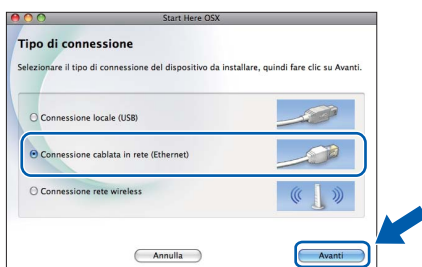 Start Here OSX
Tipo di connessione
Selezionare il tipo di connessione del dispositivo da installare, quindi fare clic su Avanti.
Connessione locale (USB)
Connessione cablata in rete (Ethernet)
Connessione rete wireless
Annulla
Avanti